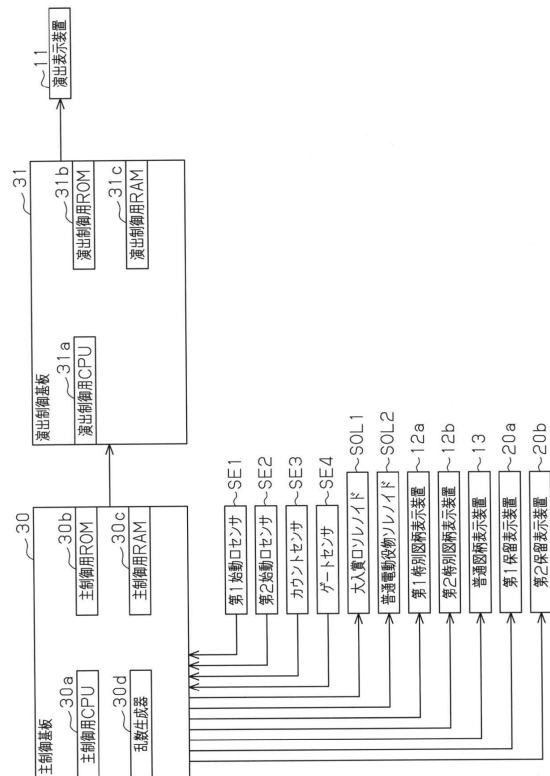 主制御基板
30
30a
主制御用CPU
30b
主制御用ROM
30c
主制御用RAM
30d
乱数生成器
演出制御基板
31
31a
演出制御用CPU
31b
演出制御用ROM
31c
演出制御用RAM
11
演出表示装置
第1始動口センサ
SE1
第2始動口センサ
SE2
カウントセンサ
SE3
ゲートセンサ
SE4
大入賞口ソレノイド
SOL1
普通電動役物ソレノイド
SOL2
第1特別図柄表示装置
12a
第2特別図柄表示装置
12b
普通図柄表示装置
13
第1保留表示装置
20a
第2保留表示装置
20b